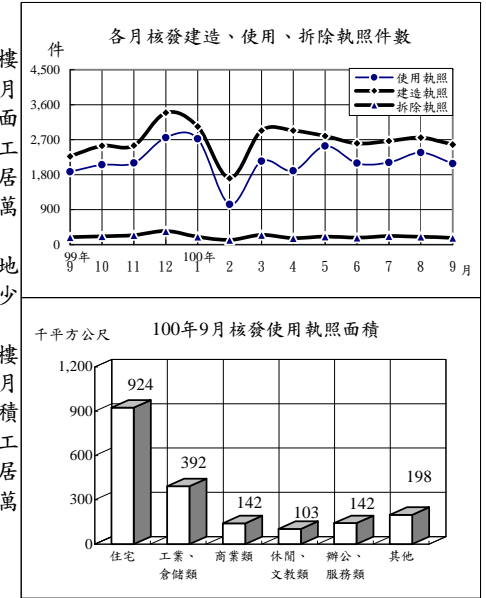 樓
月
面
工
居
萬
地
少
樓
月
積
工
居
萬
各月核發建造、使用、拆除執照件數
件
4,500
3,600
2,700
1,800
900
0
使用執照
建造執照
拆除執照
99年 100年
9 10 11 12 1 2 3 4 5 6 7 8 9 月
100年9月核發使用執照面積
千平方公尺
1,200
900
600
300
0
924
392
142
103
142
198
住宅 工業、 商業類 休閒、 辦公、 其他
倉儲類 文教類 服務類